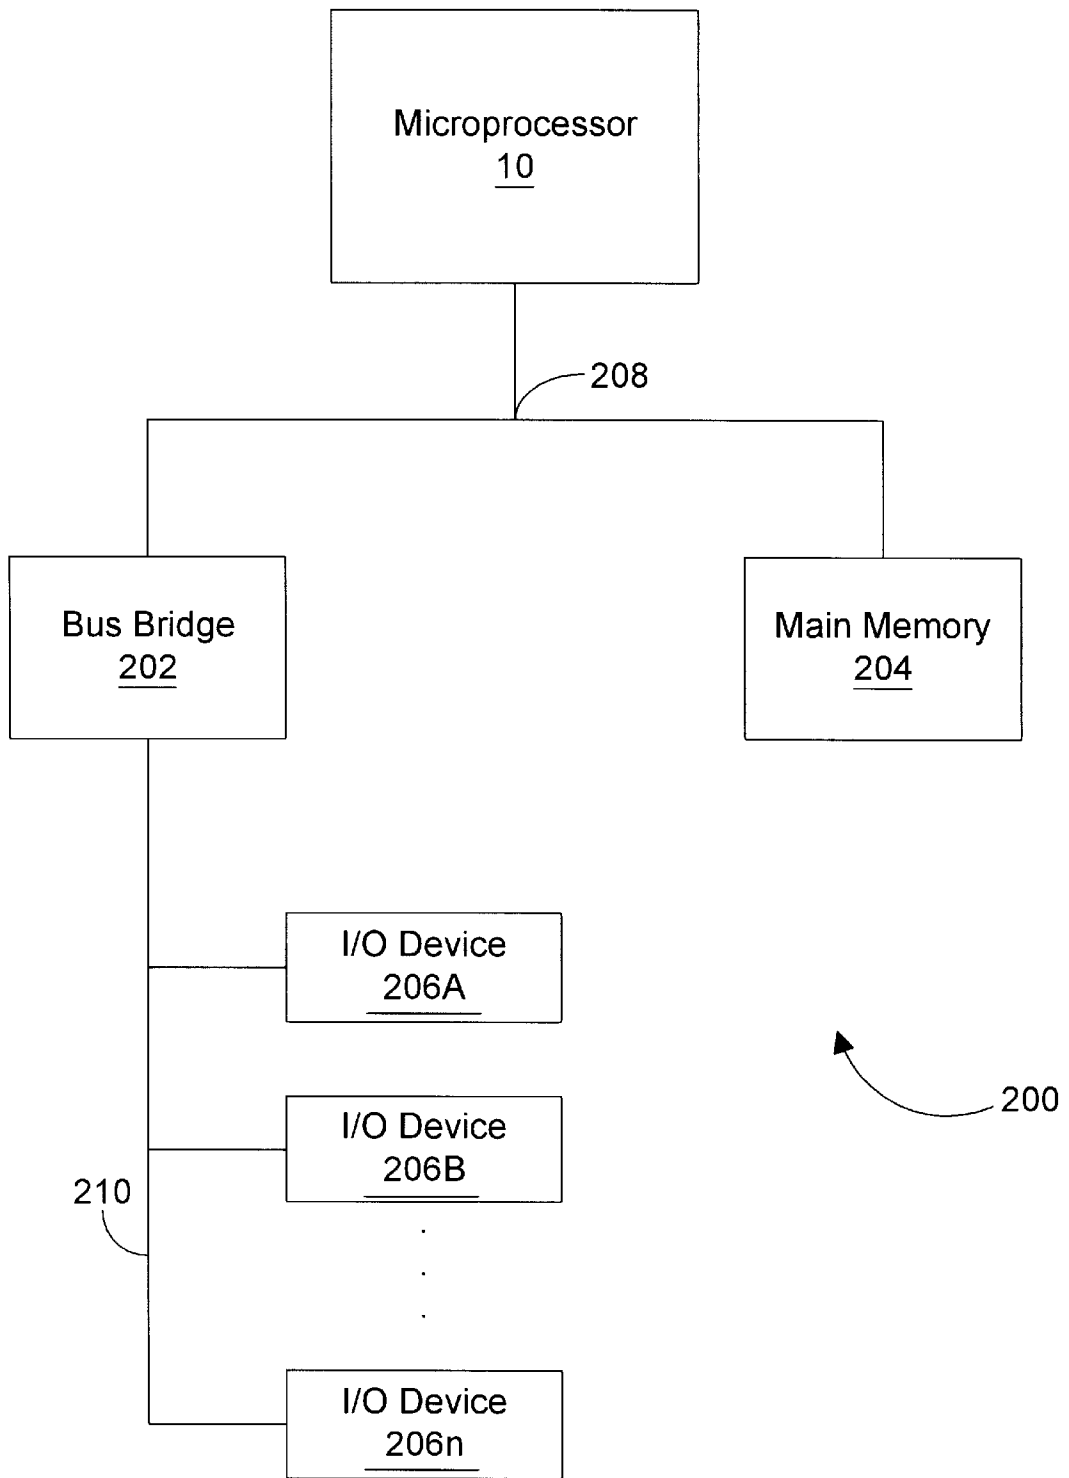 Microprocessor
10
208
Bus Bridge
202
Main Memory
204
I/O Device
206A
200
I/O Device
206B
210
I/O Device
206n